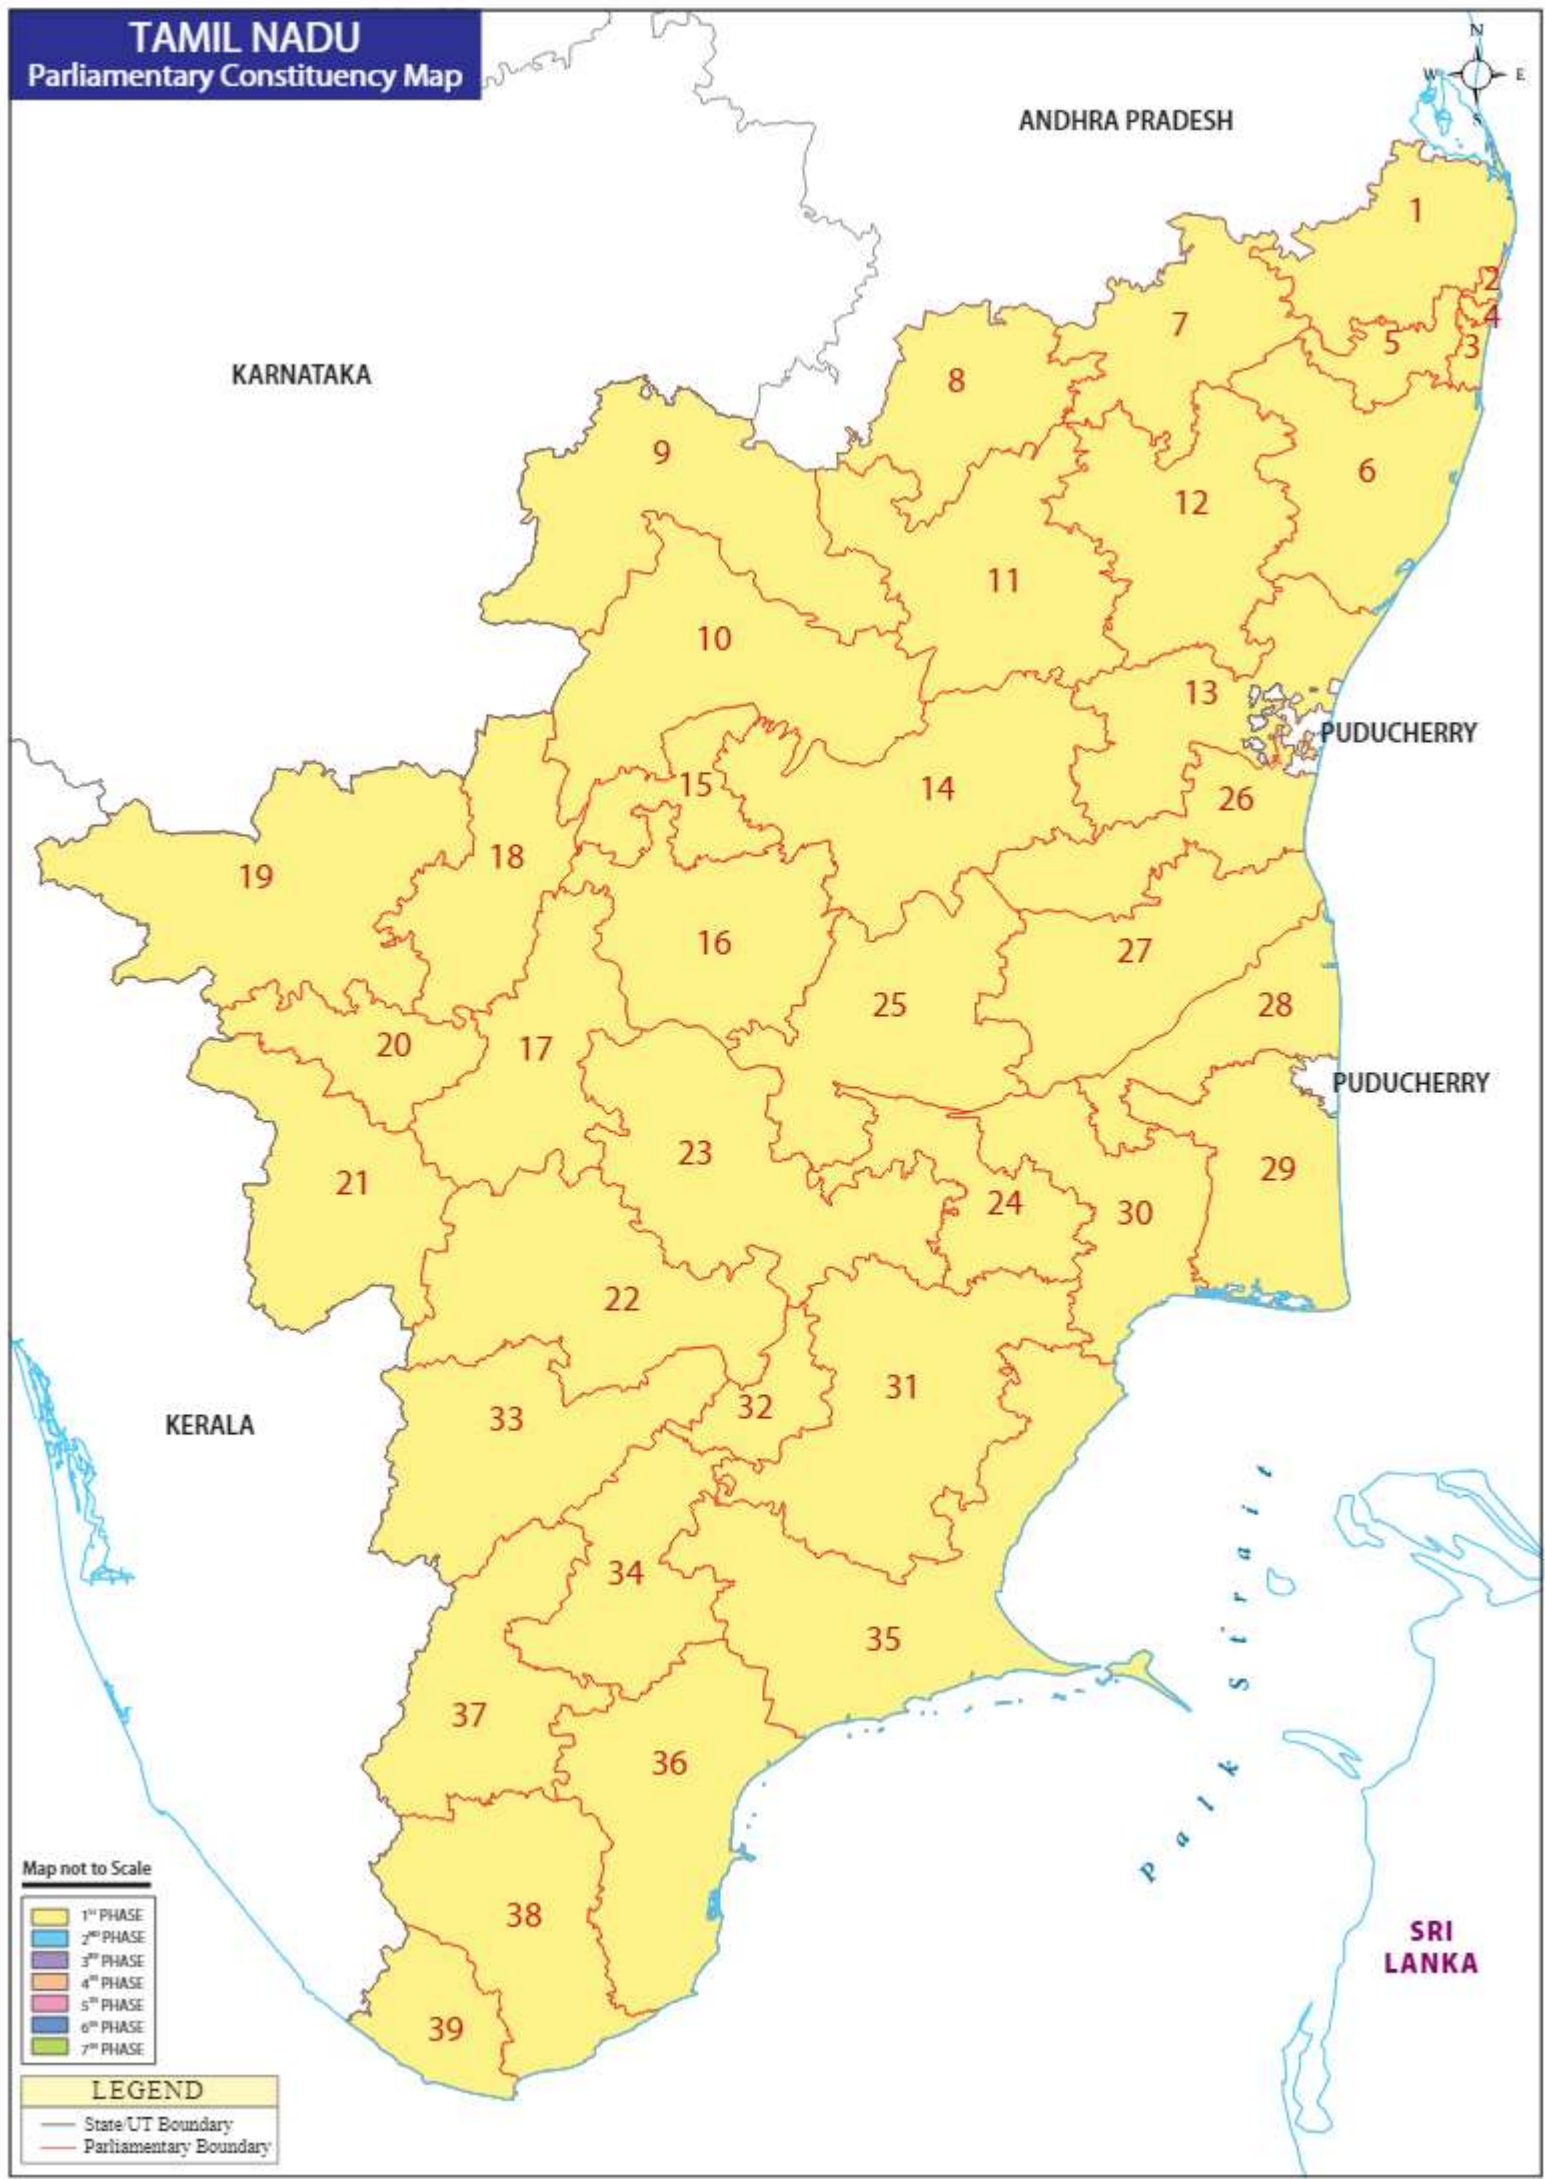 TAMIL NADU
Parliamentary Constituency Map
N
W E
S
ANDHRA PRADESH
1
2
4
7
5
3
KARNATAKA
8
9
6
12
11
10
13
PUDUCHERRY
15
14
26
18
19
16
27
25
28
20
17
PUDUCHERRY
23
29
21
24
30
22
31
32
33
KERALA
34
35
Palk Strait
37
36
38
39
SRI
LANKA
Map not to Scale
1ST PHASE
2ND PHASE
3RD PHASE
4TH PHASE
5TH PHASE
6TH PHASE
7TH PHASE
LEGEND
State/UT Boundary
Parliamentary Boundary